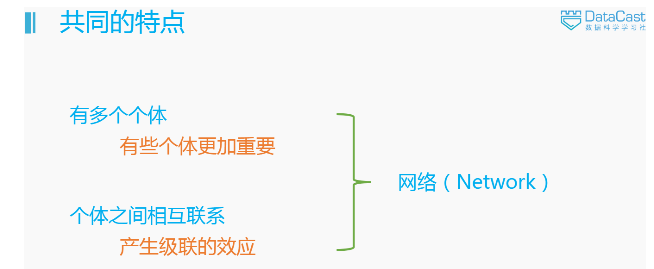 共同的特点
DataCast
数据科学学习社
有多个个体
有些个体更加重要
网络（Network）
个体之间相互联系
产生级联的效应